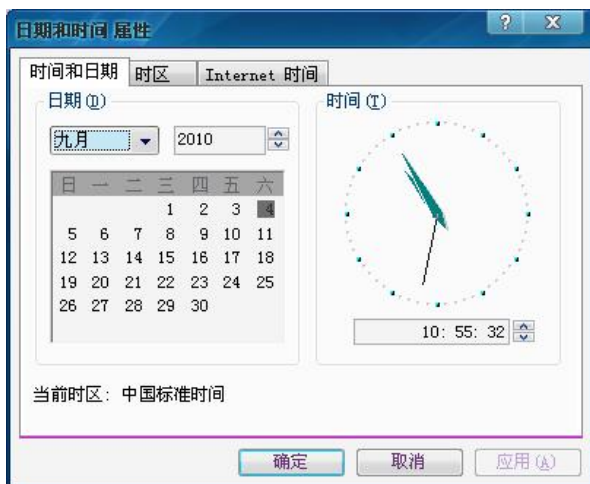 日期和时间 属性
时间和日期 时区 Internet 时间
日期(D)
九月 2010
日 一 二 三 四 五 六
1 2 3 4
5 6 7 8 9 10 11
12 13 14 15 16 17 18
19 20 21 22 23 24 25
26 27 28 29 30
时间(T)
10: 55: 32
当前时区: 中国标准时间
确定 取消 应用(A)